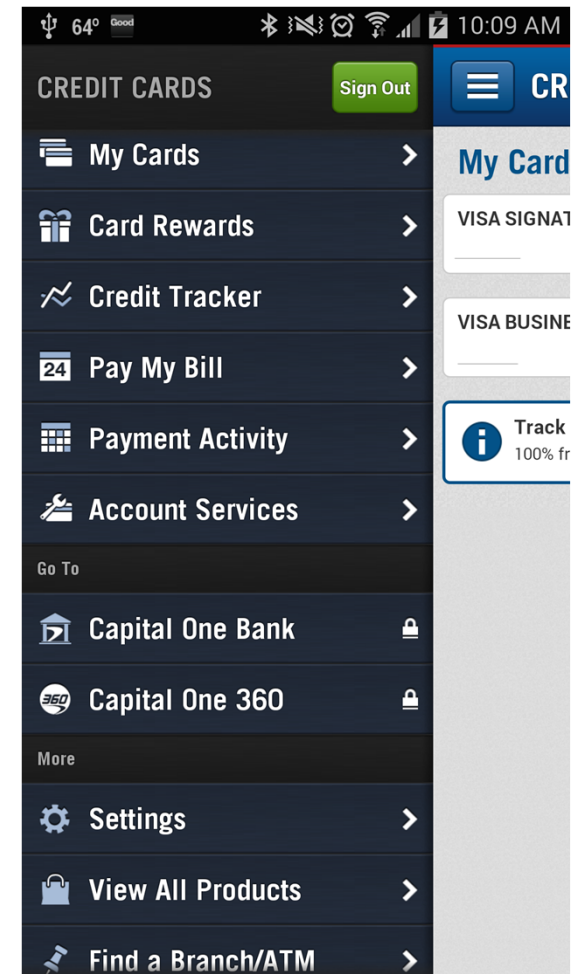 64° Good 10:09 AM
CREDIT CARDS Sign Out
My Cards
Card Rewards
Credit Tracker
24 Pay My Bill
Payment Activity
Account Services
Go To
Capital One Bank
360 Capital One 360
More
Settings
View All Products
Find a Branch/ATM
CR
My Card
VISA SIGNAT
VISA BUSINE
Track
100% fr